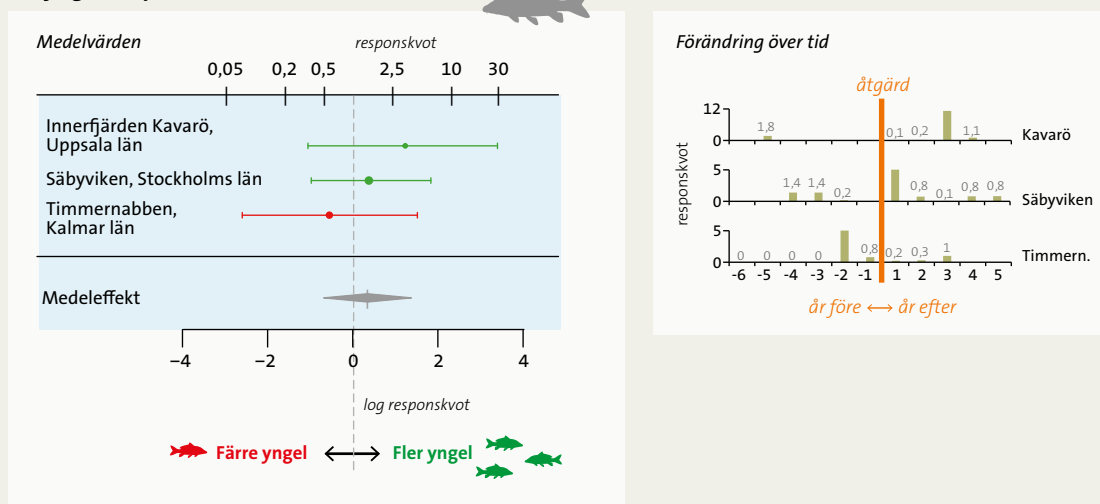 Medelvärden
responskvot
0,05 0,2 0,5 2,5 10 30
Innerfjärden Kavarö,
Uppsala län
Säbyviken, Stockholms län
Timmernabben,
Kalmar län
Medeleffekt
−4 −2 0 2 4
log responskvot
Färre yngel Fler yngel
Förändring över tid
åtgärd
responskvot
12
0
1,8 0,1 0,2 1,1
Kavarö
5
0
1,4 1,4 0,2 0,8 0,1 0,8 0,8
Säbyviken
5
0
0 0 0 0 0,8 0,2 0,3 1
Timmern.
-6 -5 -4 -3 -2 -1 1 2 3 4 5
år före år efter